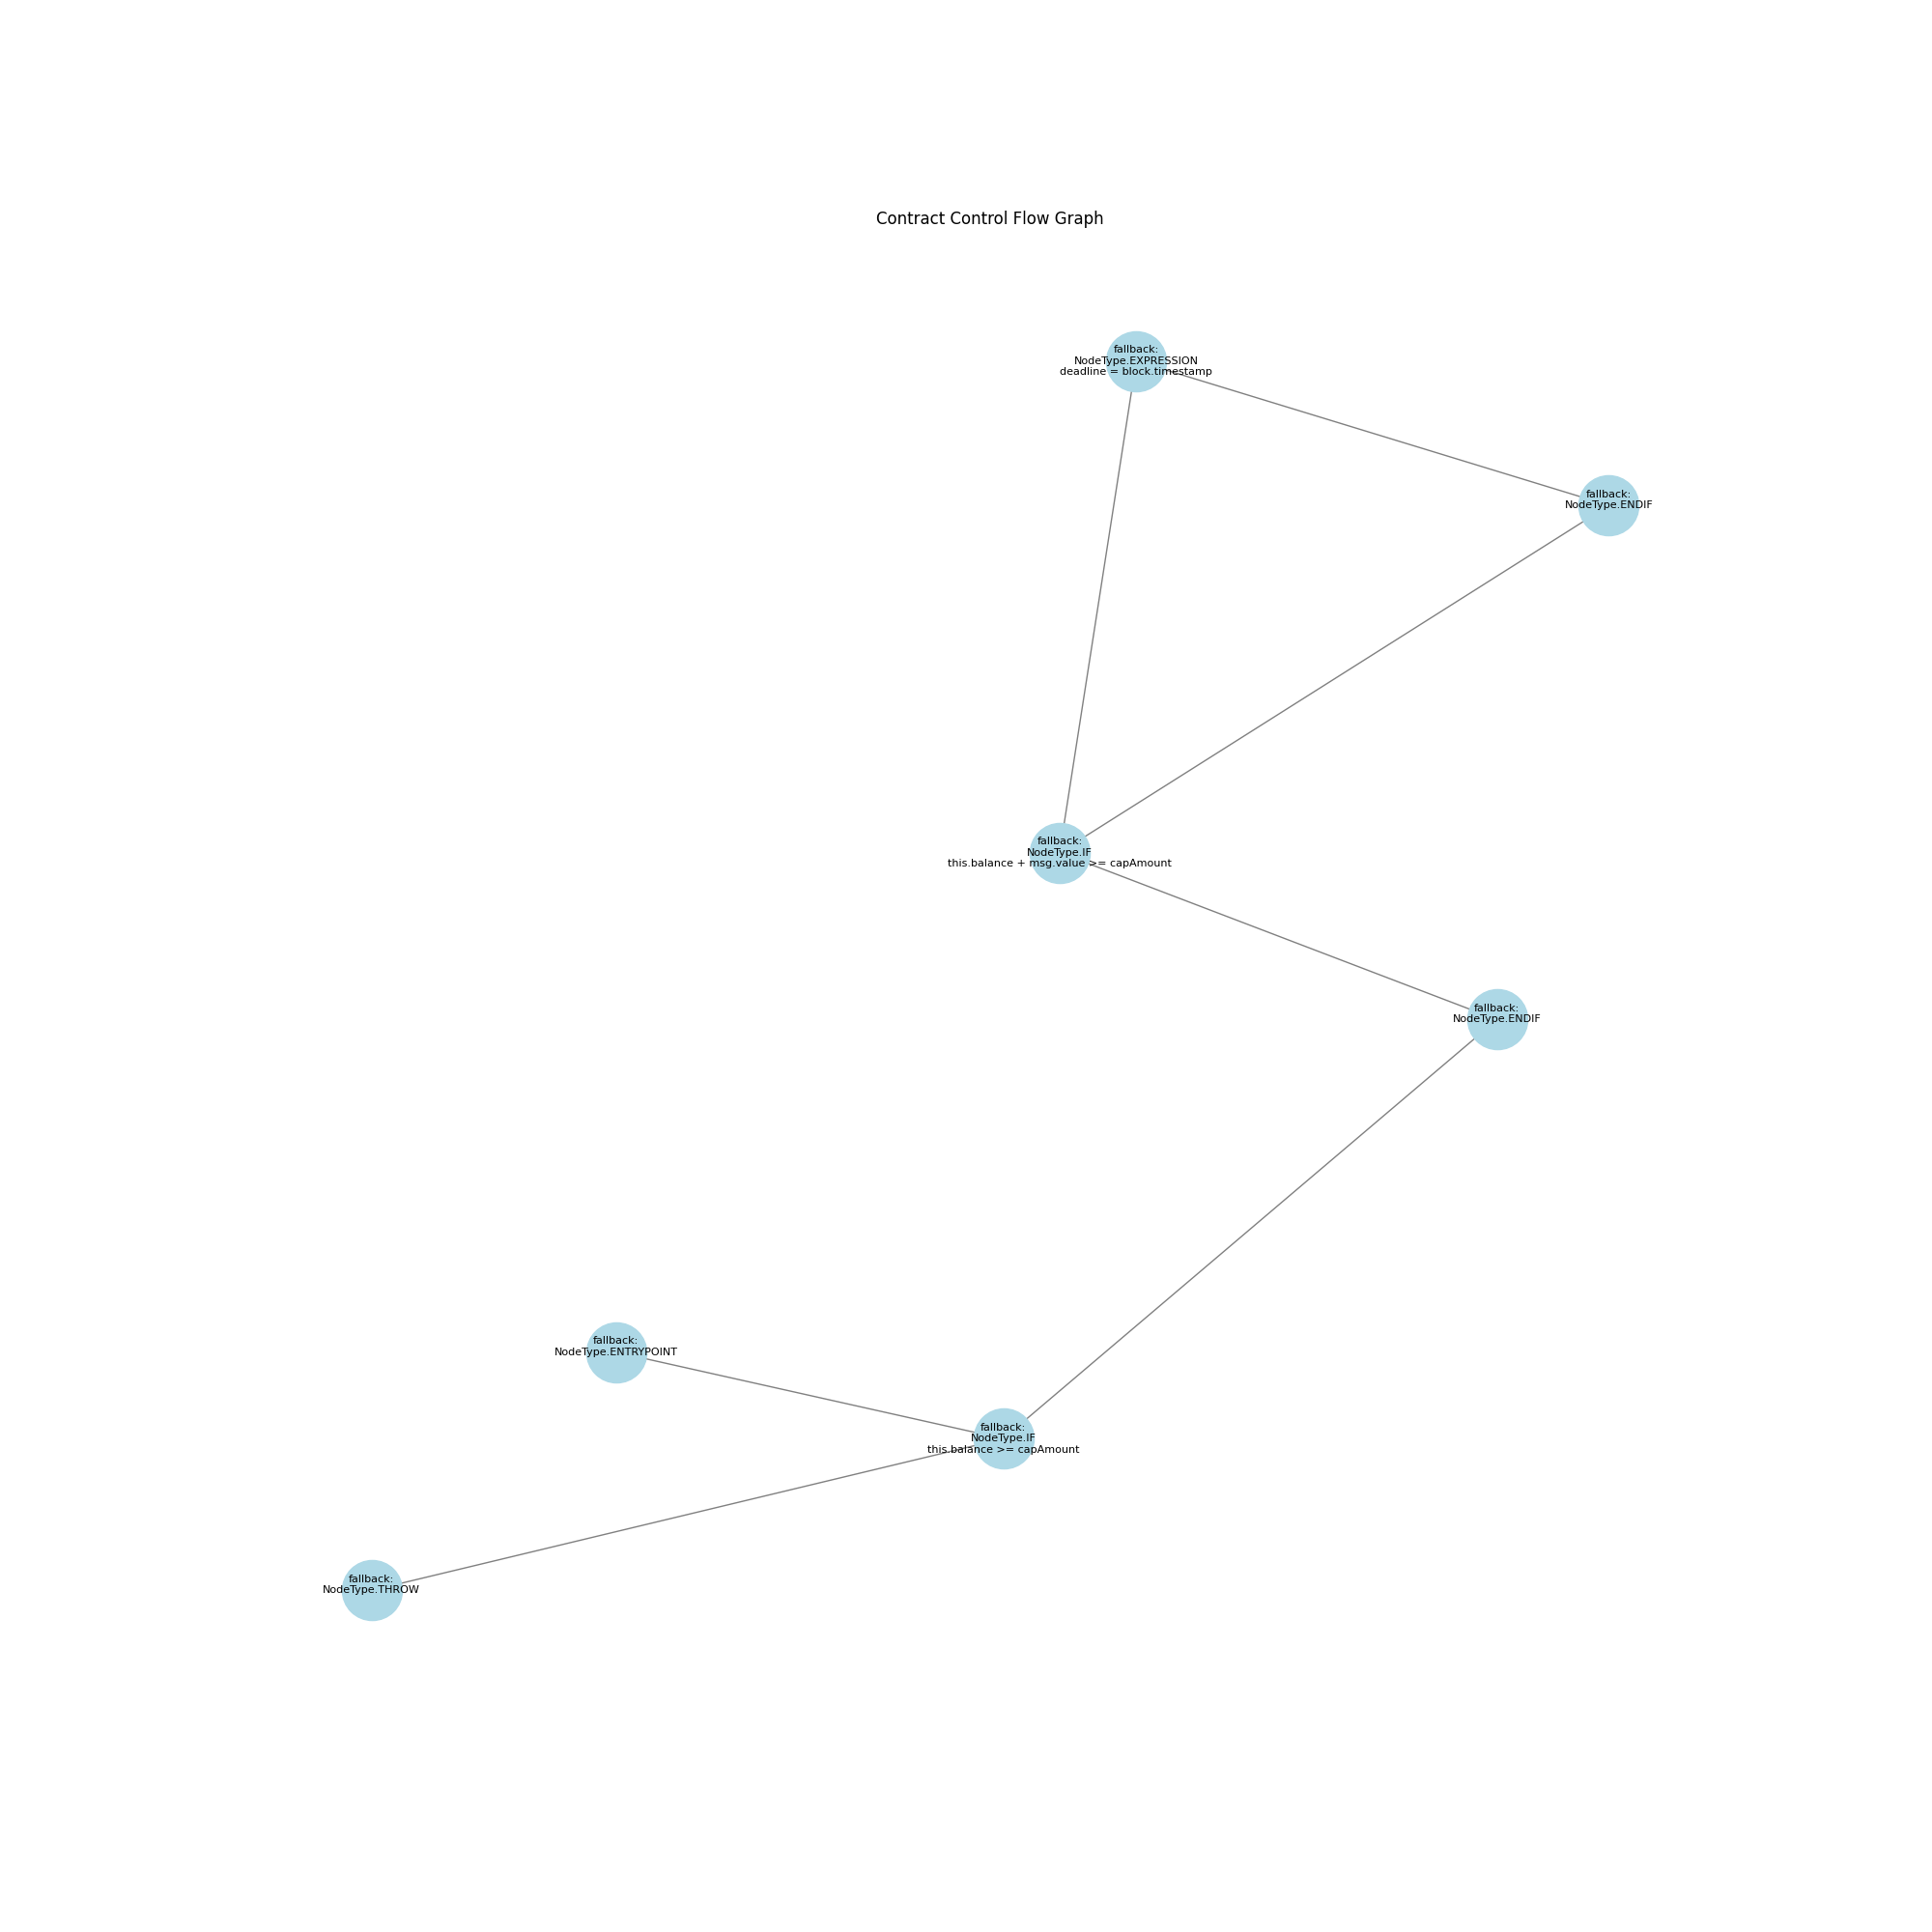 Contract Control Flow Graph
fallback:
NodeType.EXPRESSION
deadline = block.timestamp
fallback:
NodeType.ENDIF
fallback:
NodeType.IF
this.balance + msg.value >= capAmount
fallback:
NodeType.ENDIF
fallback:
NodeType.ENTRYPOINT
fallback:
NodeType.IF
this.balance >= capAmount
fallback:
NodeType.THROW